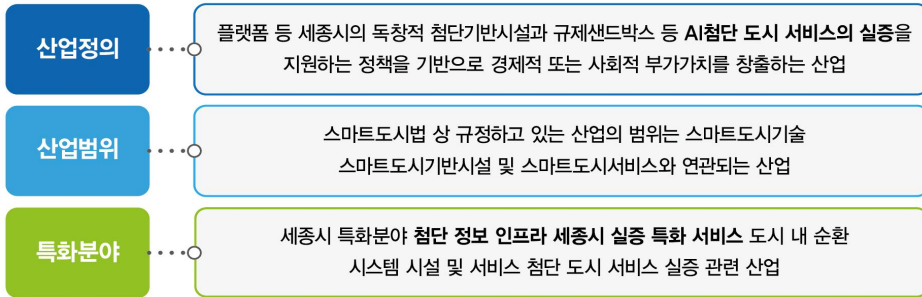 산업정의
플랫폼 등 세종시의 독창적 첨단기반시설과 규제샌드박스 등 AI첨단 도시 서비스의 실증을
지원하는 정책을 기반으로 경제적 또는 사회적 부가가치를 창출하는 산업
산업범위
스마트도시법 상 규정하고 있는 산업의 범위는 스마트도시기술
스마트도시기반시설 및 스마트도시서비스와 연관되는 산업
특화분야
세종시 특화분야 첨단 정보 인프라 세종시 실증 특화 서비스 도시 내 순환
시스템 시설 및 서비스 첨단 도시 서비스 실증 관련 산업